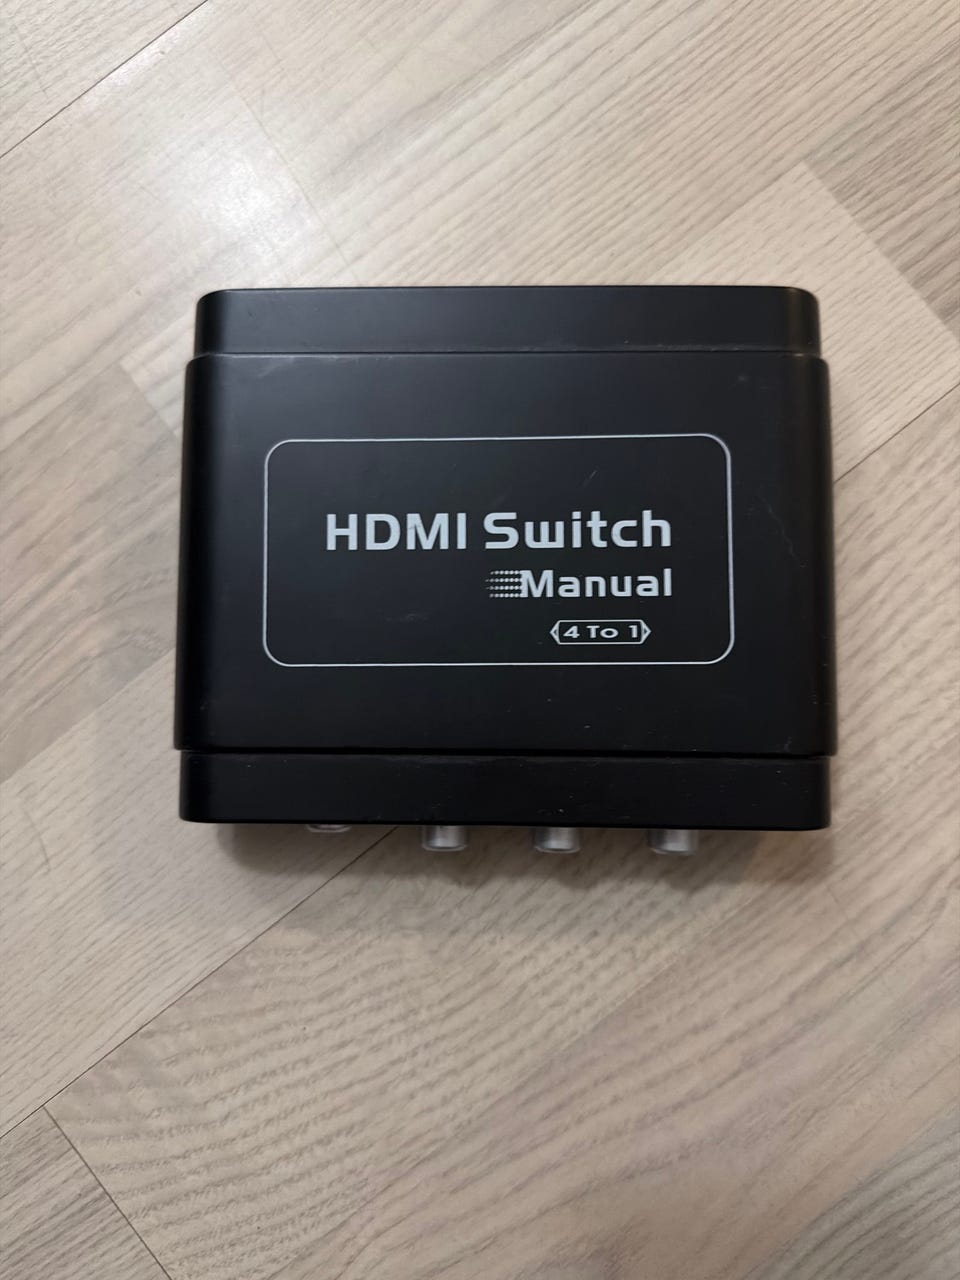 HDMI Switch
Manual
4 To 1